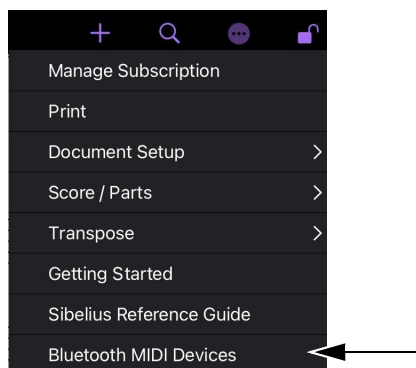 Manage Subscription
Print
Document Setup
Score / Parts
Transpose
Getting Started
Sibelius Reference Guide
Bluetooth MIDI Devices